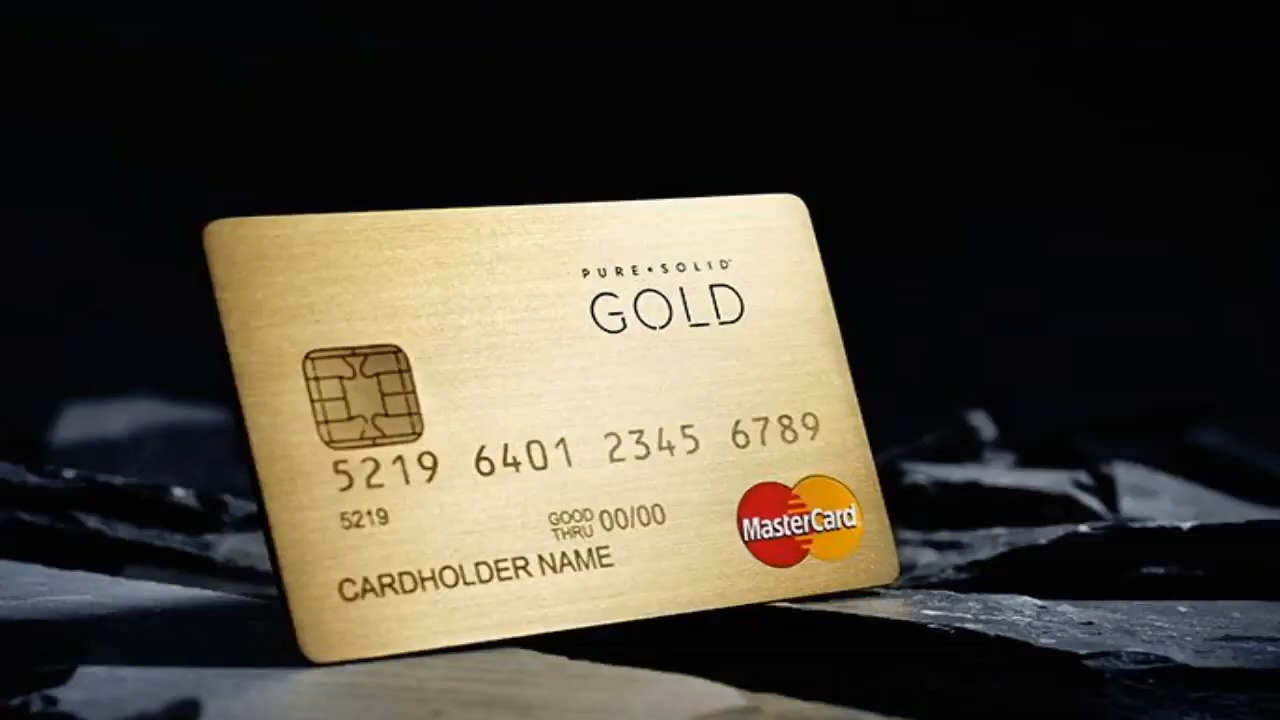 PURE•SOLID
GOLD
5219 6401 2345 6789
5219
GOOD THRU 00/00
CARDHOLDER NAME
MasterCard